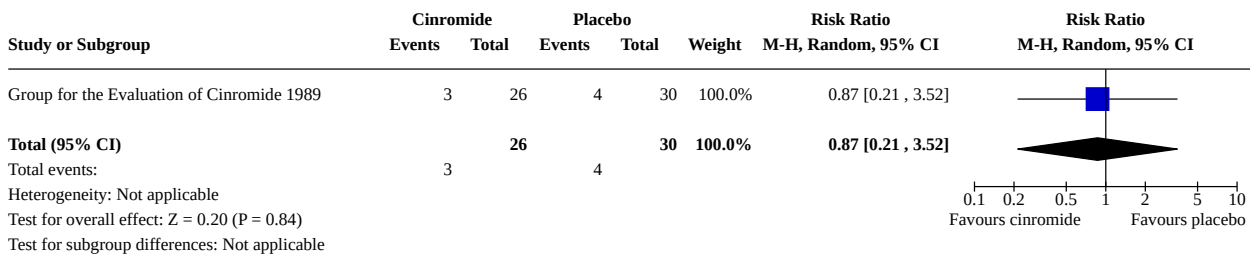 Cinromide Placebo Risk Ratio Risk Ratio
Study or Subgroup Events Total Events Total Weight M-H, Random, 95% CI M-H, Random, 95% CI
Group for the Evaluation of Cinromide 1989 3 26 4 30 100.0% 0.87 [0.21 , 3.52]
Total (95% CI) 26 30 100.0% 0.87 [0.21 , 3.52]
Total events: 3 4
Heterogeneity: Not applicable 0.1 0.2 0.5 1 2 5 10
Test for overall effect: Z = 0.20 (P = 0.84) Favours cinromide Favours placebo
Test for subgroup differences: Not applicable